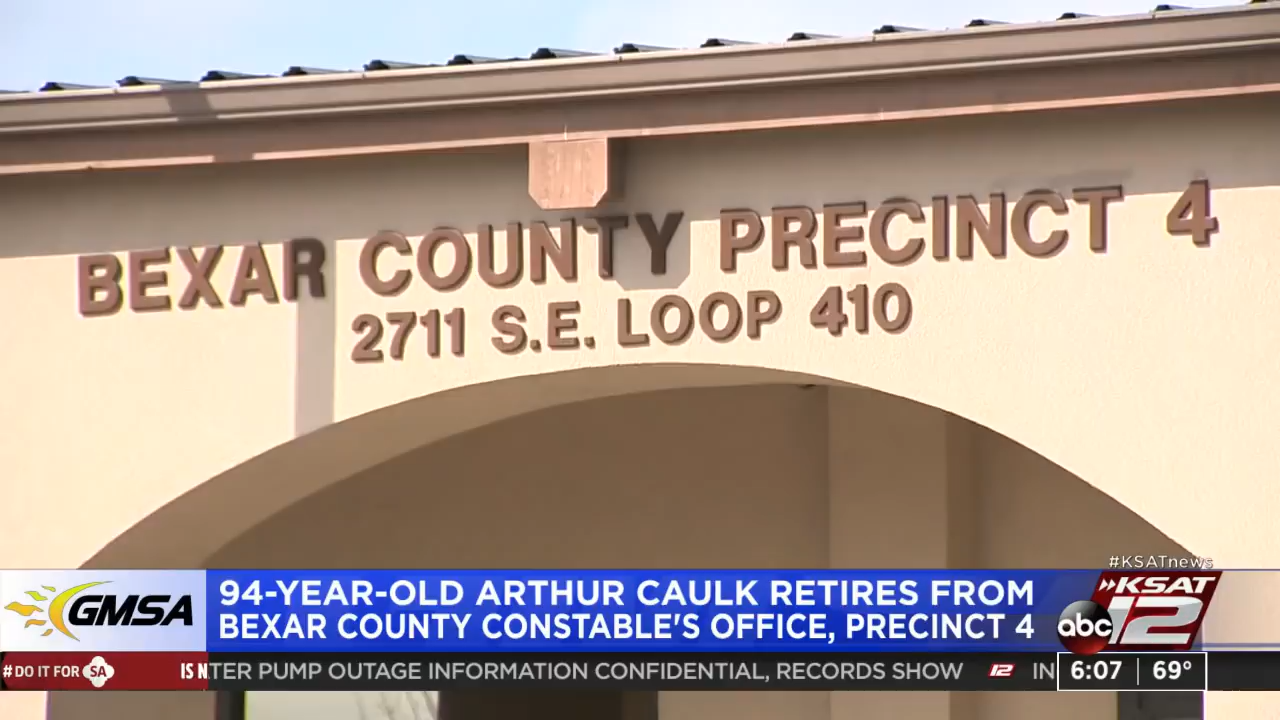 BEXAR COUNTY PRECINCT 4
2711 S.E. LOOP 410
#KSATnews
GMSA
94-YEAR-OLD ARTHUR CAULK RETIRES FROM
BEXAR COUNTY CONSTABLE'S OFFICE, PRECINCT 4
abc KSAT 12
#DO IT FOR SA
IS N TER PUMP OUTAGE INFORMATION CONFIDENTIAL, RECORDS SHOW 12 IN
6:07 69°